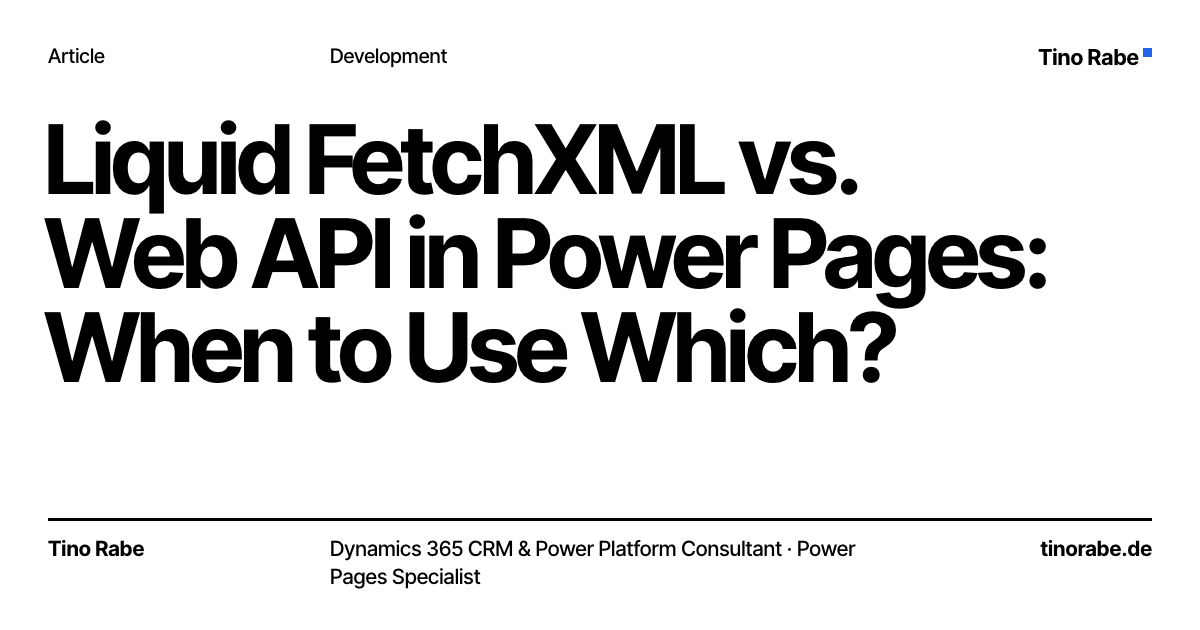 Article
Development
Tino Rabe
Liquid FetchXML vs.
Web API in Power Pages:
When to Use Which?
Tino Rabe
Dynamics 365 CRM & Power Platform Consultant · Power
Pages Specialist
tinorabe.de